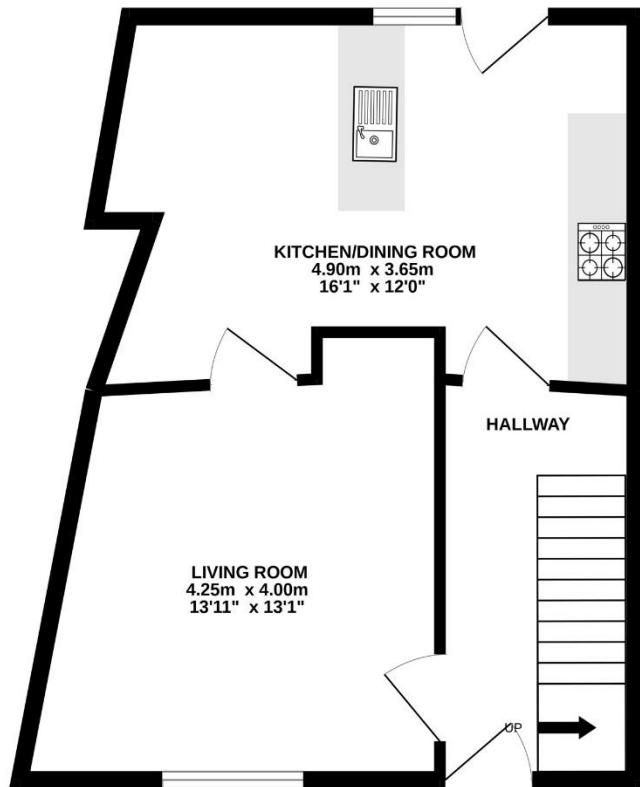 KITCHEN/DINING ROOM
4.90m x 3.65m
16'1" x 12'0"
HALLWAY
LIVING ROOM
4.25m x 4.00m
13'11" x 13'1"
UP